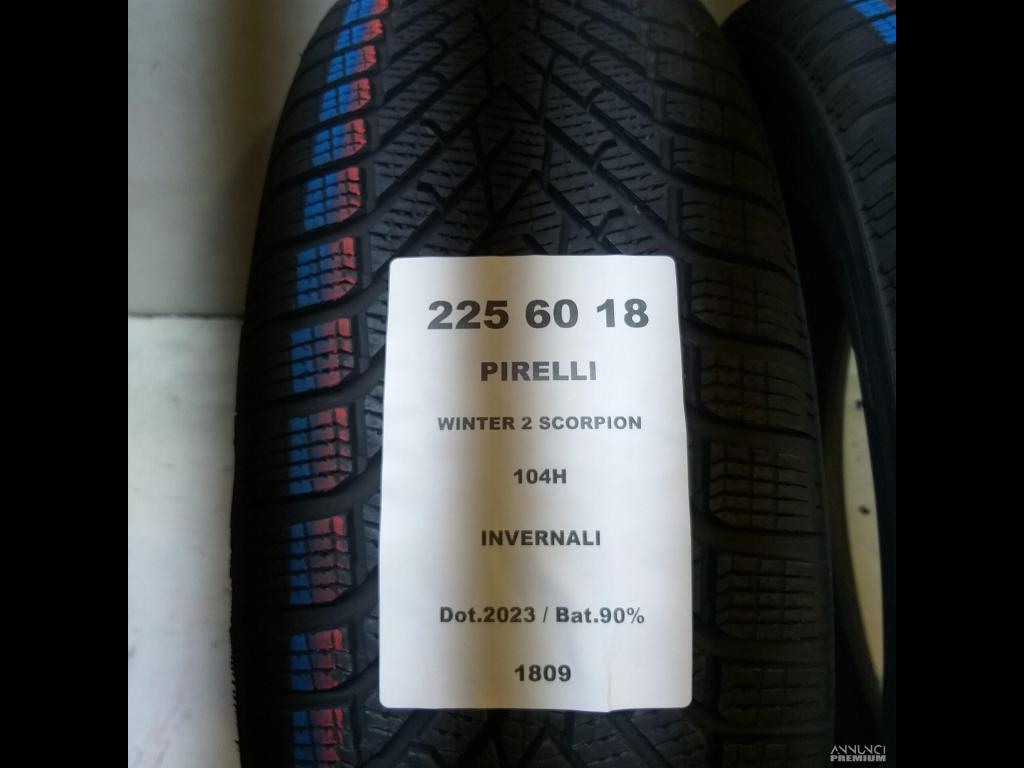 225 60 18
PIRELLI
WINTER 2 SCORPION
104H
INVERNALI
Dot.2023 / Bat.90%
1809
ANNUNCI
PREMIUM